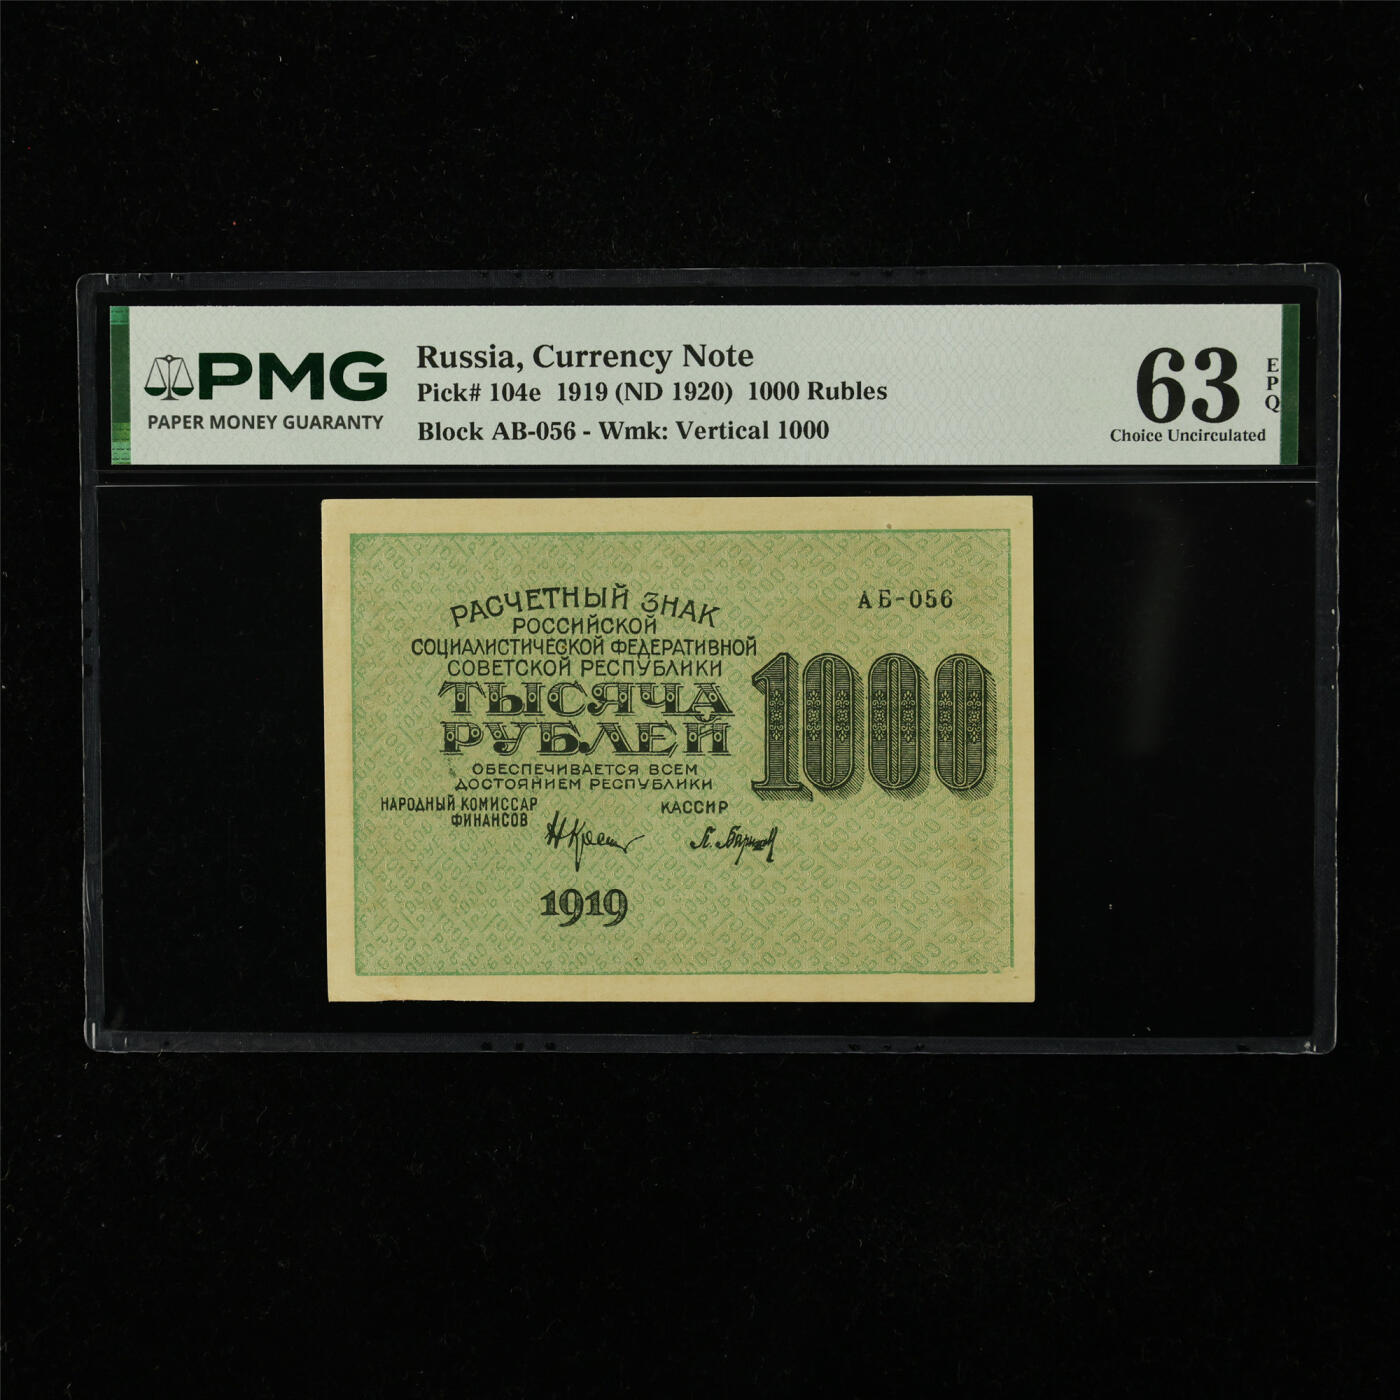 PMG
PAPER MONEY GUARANTY
Russia, Currency Note
Pick# 104e 1919 (ND 1920) 1000 Rubles
Block AB-056 - Wmk: Vertical 1000
63
EPQ
Choice Uncirculated
АБ-056
РАСЧЕТНЫЙ ЗНАК
РОССИЙСКОЙ
СОЦИАЛИСТИЧЕСКОЙ ФЕДЕРАТИВНОЙ
СОВЕТСКОЙ РЕСПУБЛИКИ
ТЫСЯЧА
РУБЛЕЙ
1000
ОБЕСПЕЧИВАЕТСЯ ВСЕМ
ДОСТОЯНИЕМ РЕСПУБЛИКИ
НАРОДНЫЙ КОМИССАР
ФИНАНСОВ
КАССИР
1919